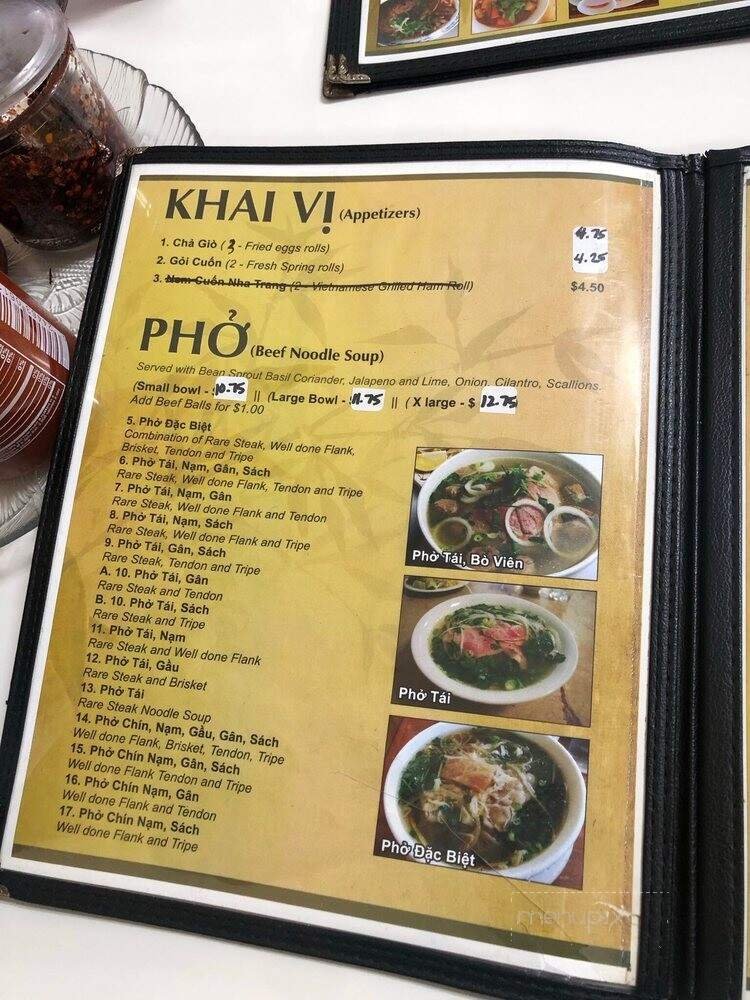 KHAI VỊ (Appetizers)
1. Chả Giò (3 - Fried eggs rolls) 4.75
2. Gỏi Cuốn (2 - Fresh Spring rolls) 4.25
3. Nem Cuốn Nha Trang (2 - Vietnamese Grilled Ham Roll) $4.50
PHỞ (Beef Noodle Soup)
Served with Bean Sprout Basil Coriander, Jalapeno and Lime, Onion, Cilantro, Scallions.
(Small bowl - $10.75 || (Large Bowl - $11.75 || ( X large - $ 12.75
Add Beef Balls for $1.00
5. Phở Đặc Biệt
Combination of Rare Steak, Well done Flank,
Brisket, Tendon and Tripe
6. Phở Tái, Nạm, Gân, Sách
Rare Steak, Well done Flank, Tendon and Tripe
7. Phở Tái, Nạm, Gân
Rare Steak, Well done Flank and Tendon
8. Phở Tái, Nạm, Sách
Rare Steak, Well done Flank and Tripe
9. Phở Tái, Gân, Sách
Rare Steak, Tendon and Tripe
A. 10. Phở Tái, Gân
Rare Steak and Tendon
B. 10. Phở Tái, Sách
Rare Steak and Tripe
11. Phở Tái, Nạm
Rare Steak and Well done Flank
12. Phở Tái, Gầu
Rare Steak and Brisket
13. Phở Tái
Rare Steak Noodle Soup
14. Phở Chín, Nạm, Gầu, Gân, Sách
Well done Flank, Brisket, Tendon, Tripe
15. Phở Chín Nạm, Gân, Sách
Well done Flank Tendon and Tripe
16. Phở Chín Nạm, Gân
Well done Flank and Tendon
17. Phở Chín Nạm, Sách
Well done Flank and Tripe
Phở Tái, Bò Viên
Phở Tái
Phở Đặc Biệt